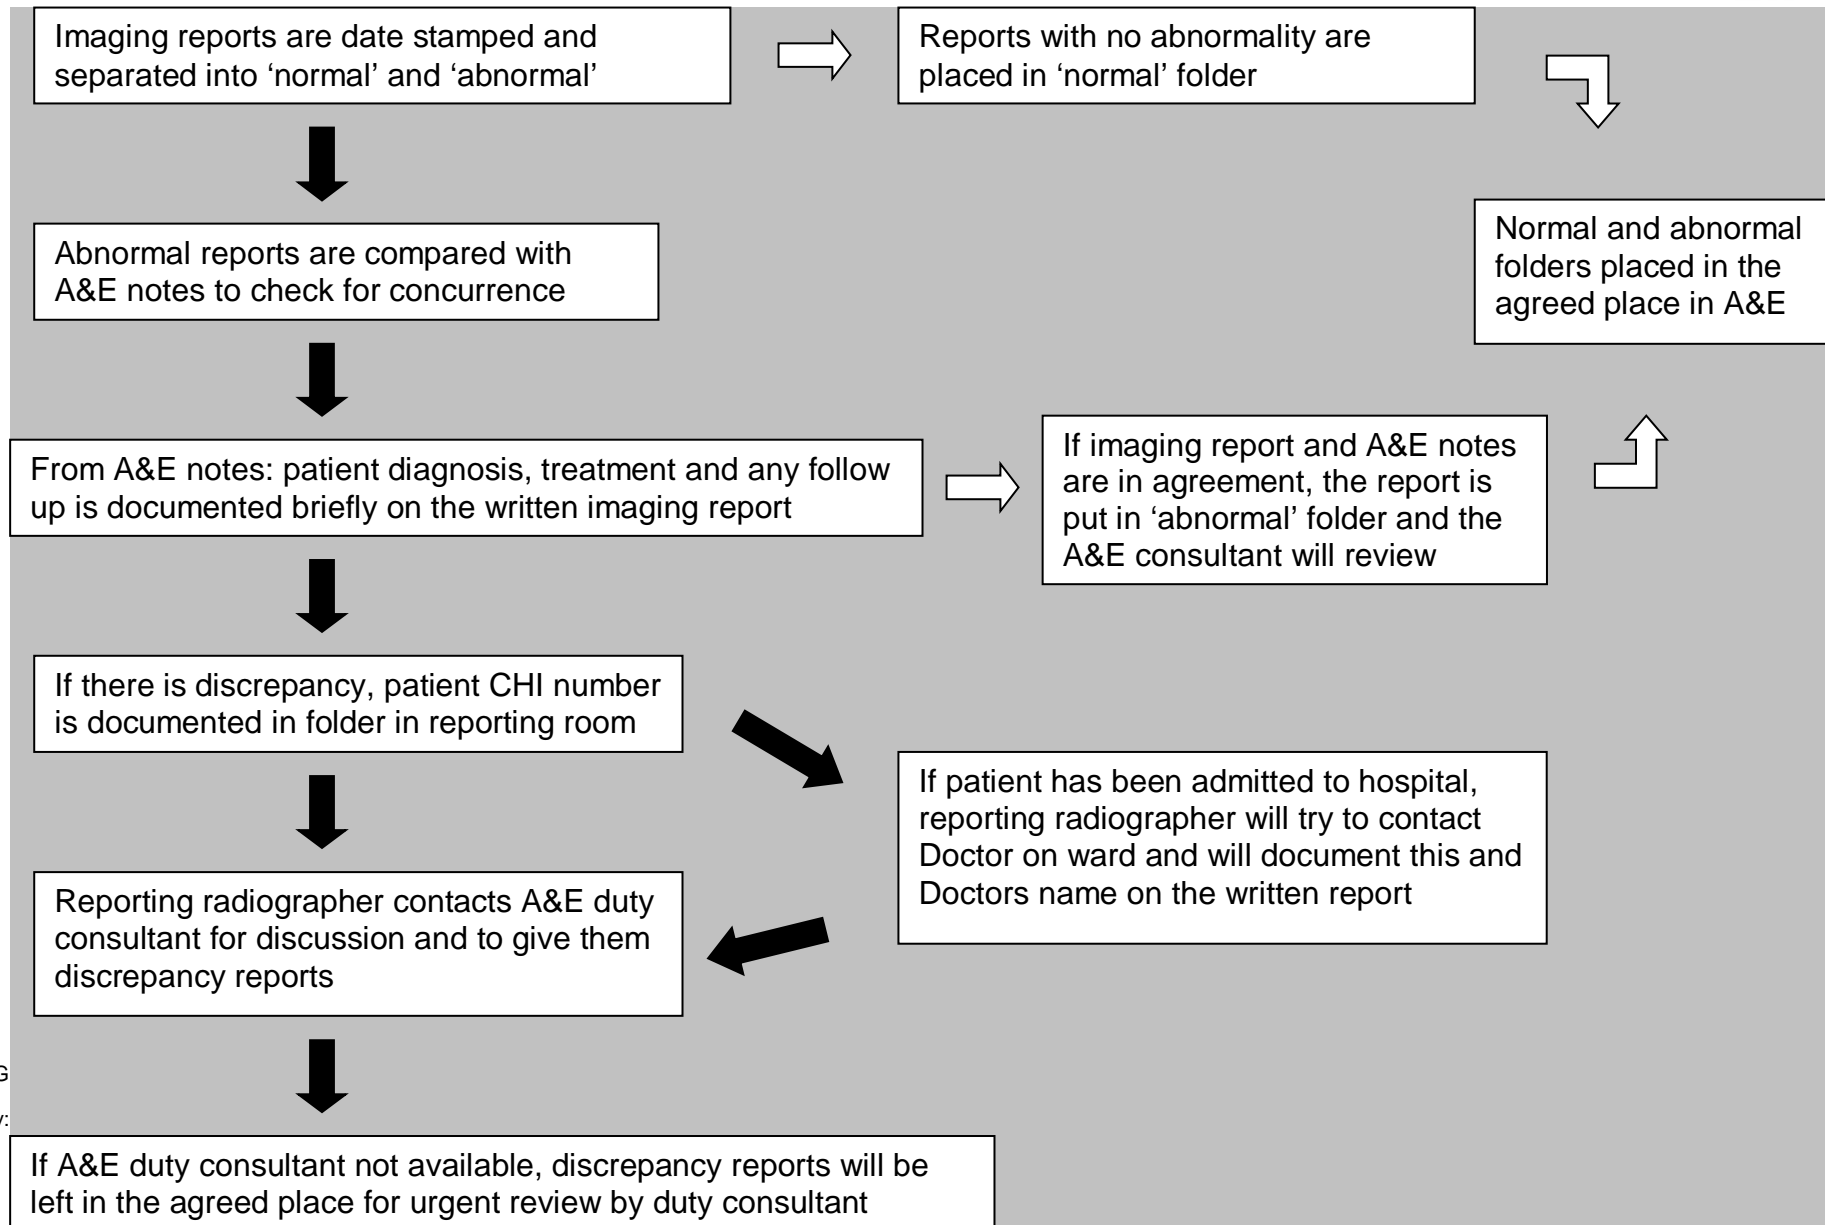 Imaging reports are date stamped and
separated into ‘normal’ and ‘abnormal’
Reports with no abnormality are
placed in ‘normal’ folder
Normal and abnormal
folders placed in the
agreed place in A&E
Abnormal reports are compared with
A&E notes to check for concurrence
From A&E notes: patient diagnosis, treatment and any follow
up is documented briefly on the written imaging report
If imaging report and A&E notes
are in agreement, the report is
put in ‘abnormal’ folder and the
A&E consultant will review
If there is discrepancy, patient CHI number
is documented in folder in reporting room
If patient has been admitted to hospital,
reporting radiographer will try to contact
Doctor on ward and will document this and
Doctors name on the written report
Reporting radiographer contacts A&E duty
consultant for discussion and to give them
discrepancy reports
If A&E duty consultant not available, discrepancy reports will be
left in the agreed place for urgent review by duty consultant